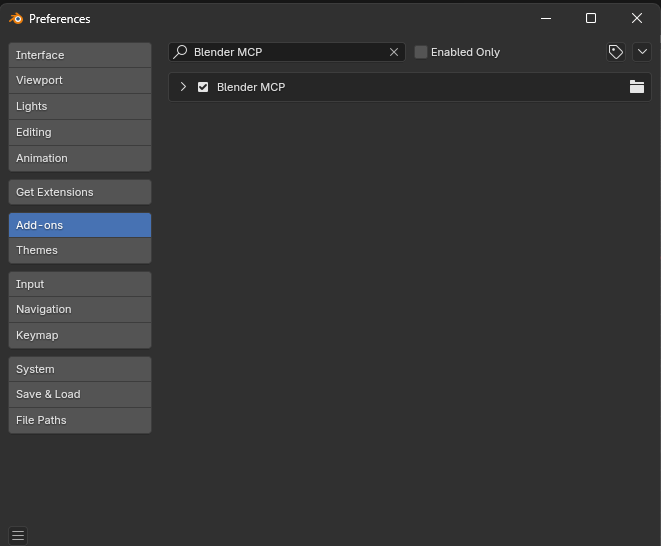 Preferences
Interface
Viewport
Lights
Editing
Animation
Get Extensions
Add-ons
Themes
Input
Navigation
Keymap
System
Save & Load
File Paths
Blender MCP
Enabled Only
Blender MCP